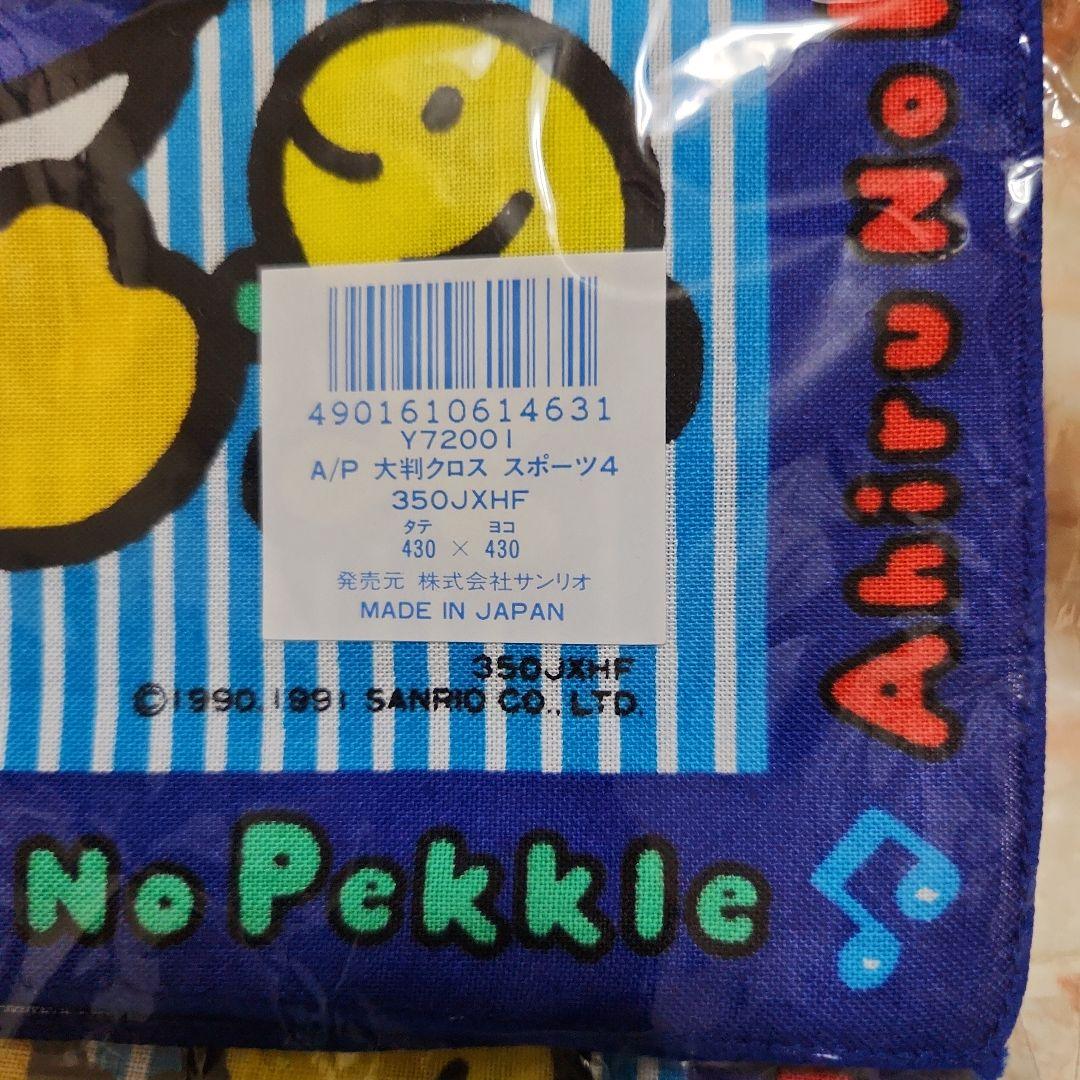 4901610614631
Y72001
A/P 大判クロス スポーツ4
350JXHF
タテ ヨコ
430 × 430
発売元 株式会社サンリオ
MADE IN JAPAN
350JXHF
©1990, 1991 SANRIO CO., LTD.
No Pekkle
Ahiru No